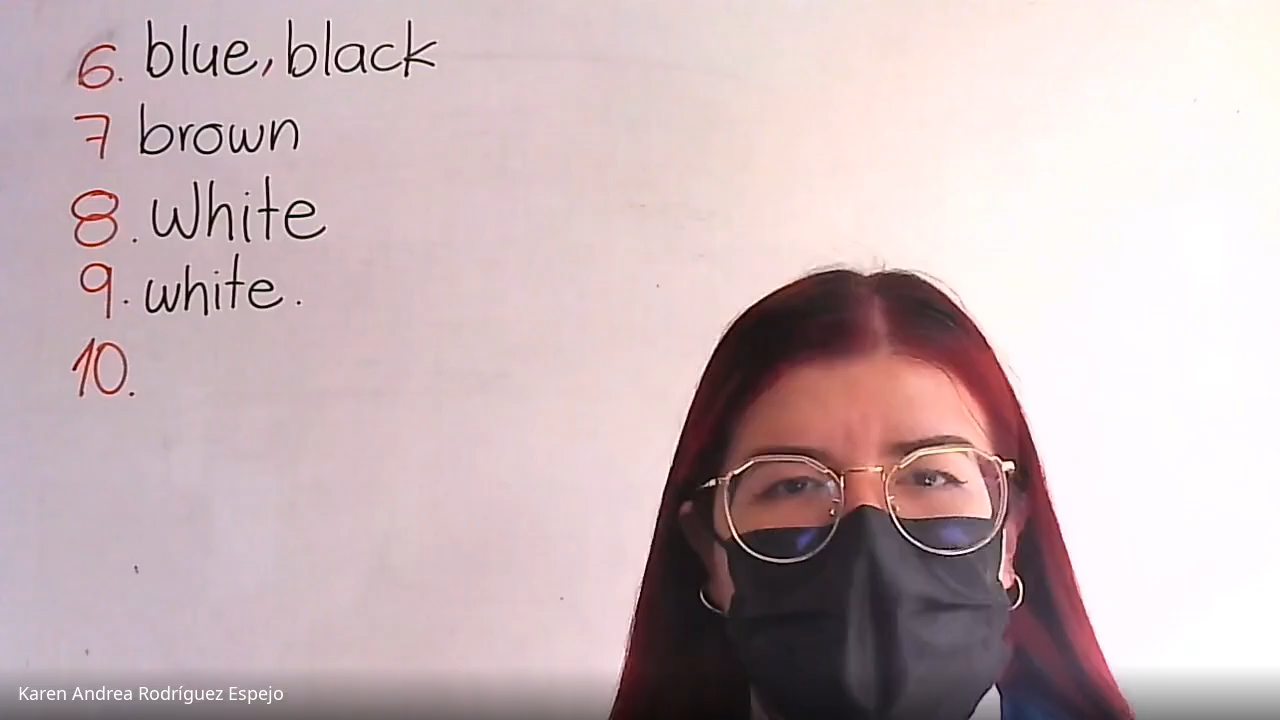 6. blue, black
7 brown
8. White
9. white.
10.
Karen Andrea Rodríguez Espejo